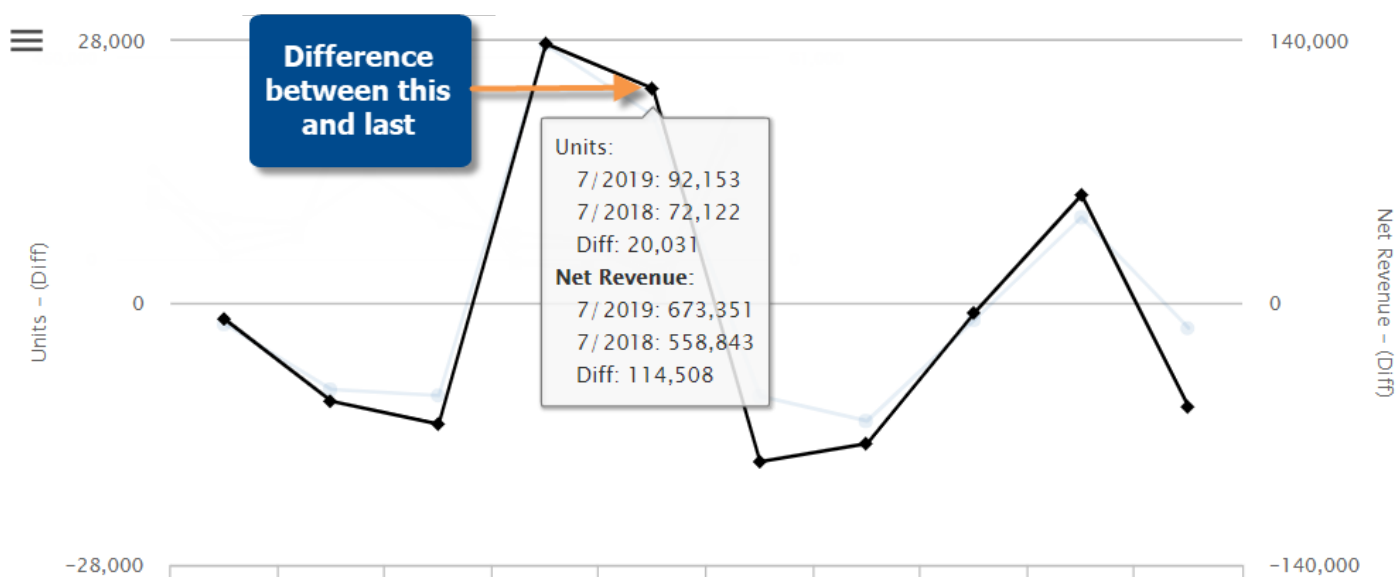 28,000
Difference
between this
and last
140,000
Units:
7/2019: 92,153
7/2018: 72,122
Diff: 20,031
Net Revenue:
7/2019: 673,351
7/2018: 558,843
Diff: 114,508
Units - (Diff)
0
0
Net Revenue - (Diff)
-28,000
-140,000